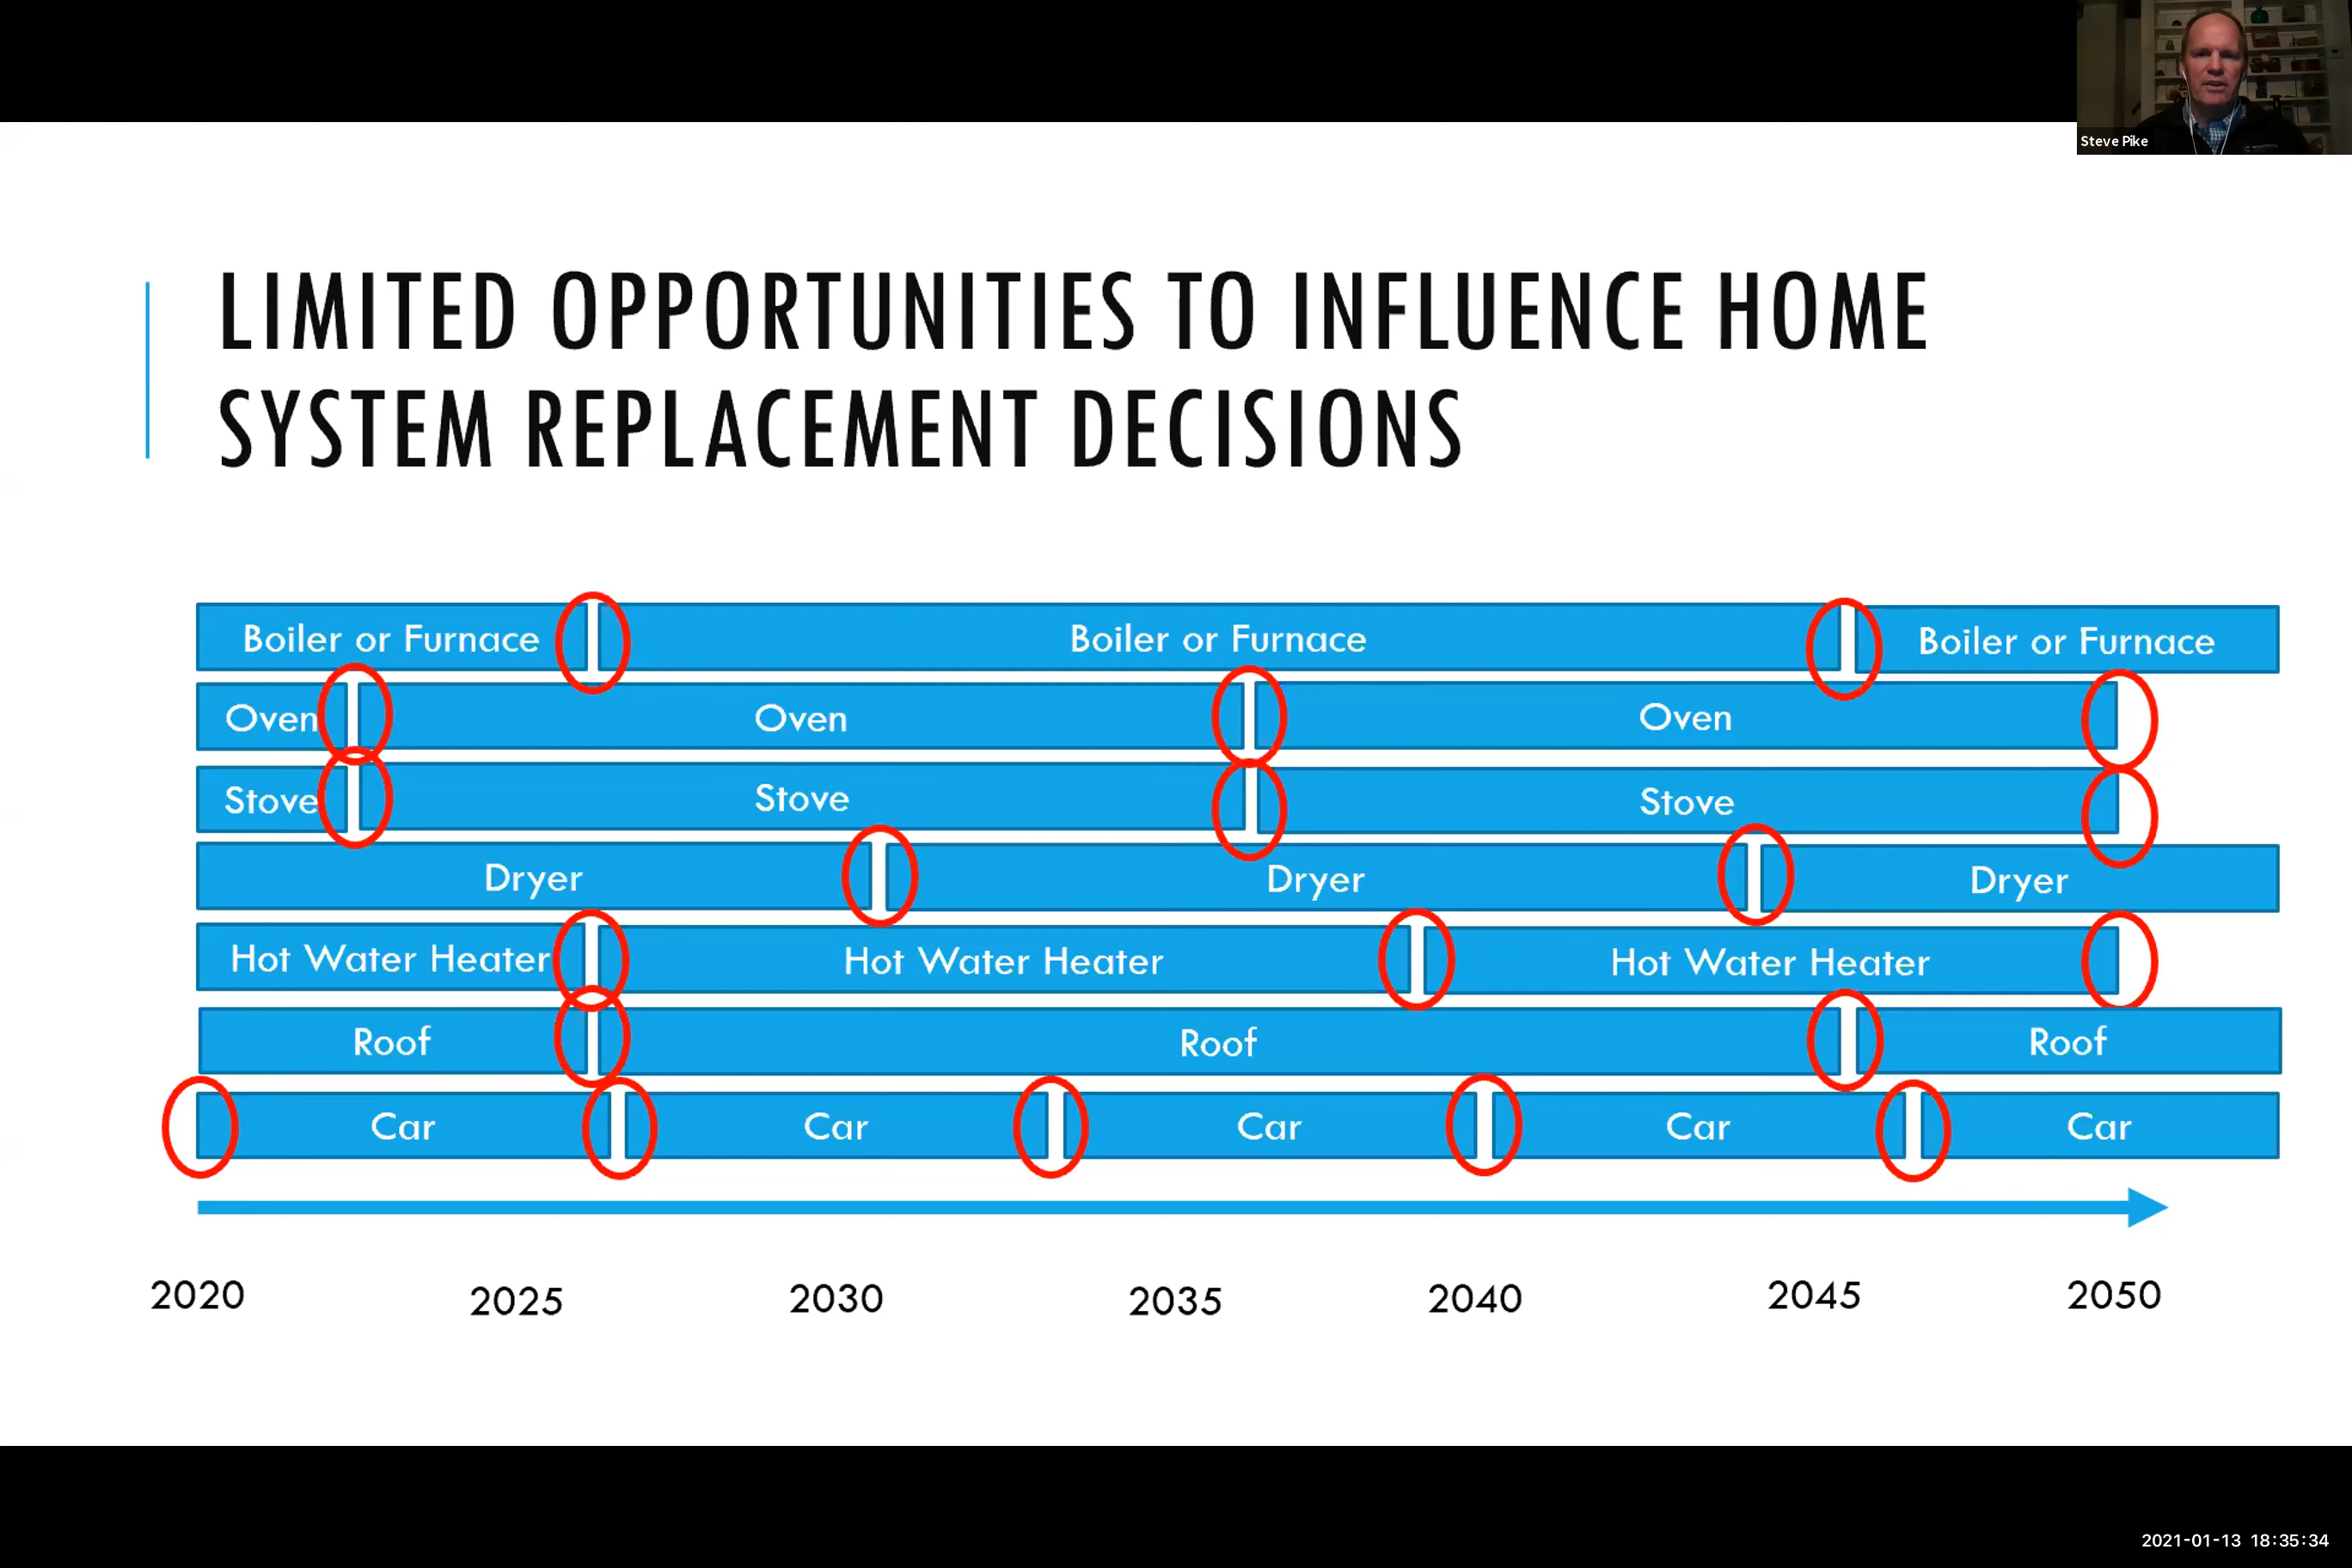 Steve Pike
LIMITED OPPORTUNITIES TO INFLUENCE HOME
SYSTEM REPLACEMENT DECISIONS
Boiler or Furnace Boiler or Furnace Boiler or Furnace
Oven Oven Oven
Stove Stove Stove
Dryer Dryer Dryer
Hot Water Heater Hot Water Heater Hot Water Heater
Roof Roof Roof
Car Car Car Car Car
2020 2025 2030 2035 2040 2045 2050
2021-01-13 18:35:34